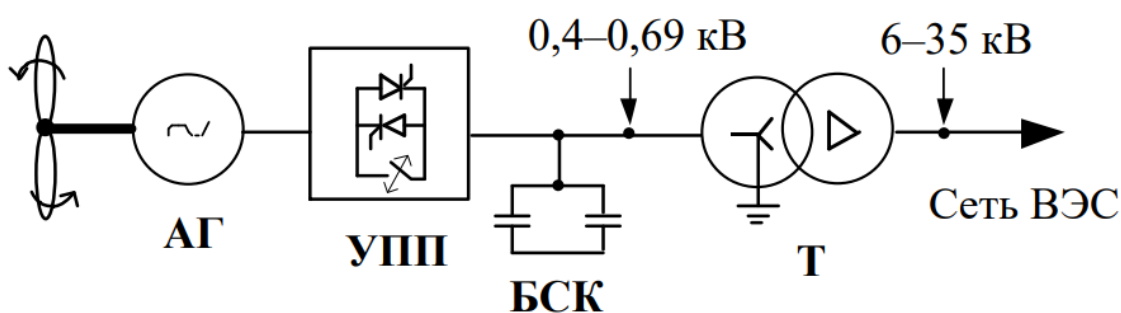 0,4–0,69 кВ
6–35 кВ
АГ
УПП
БСК
Т
Сеть ВЭС